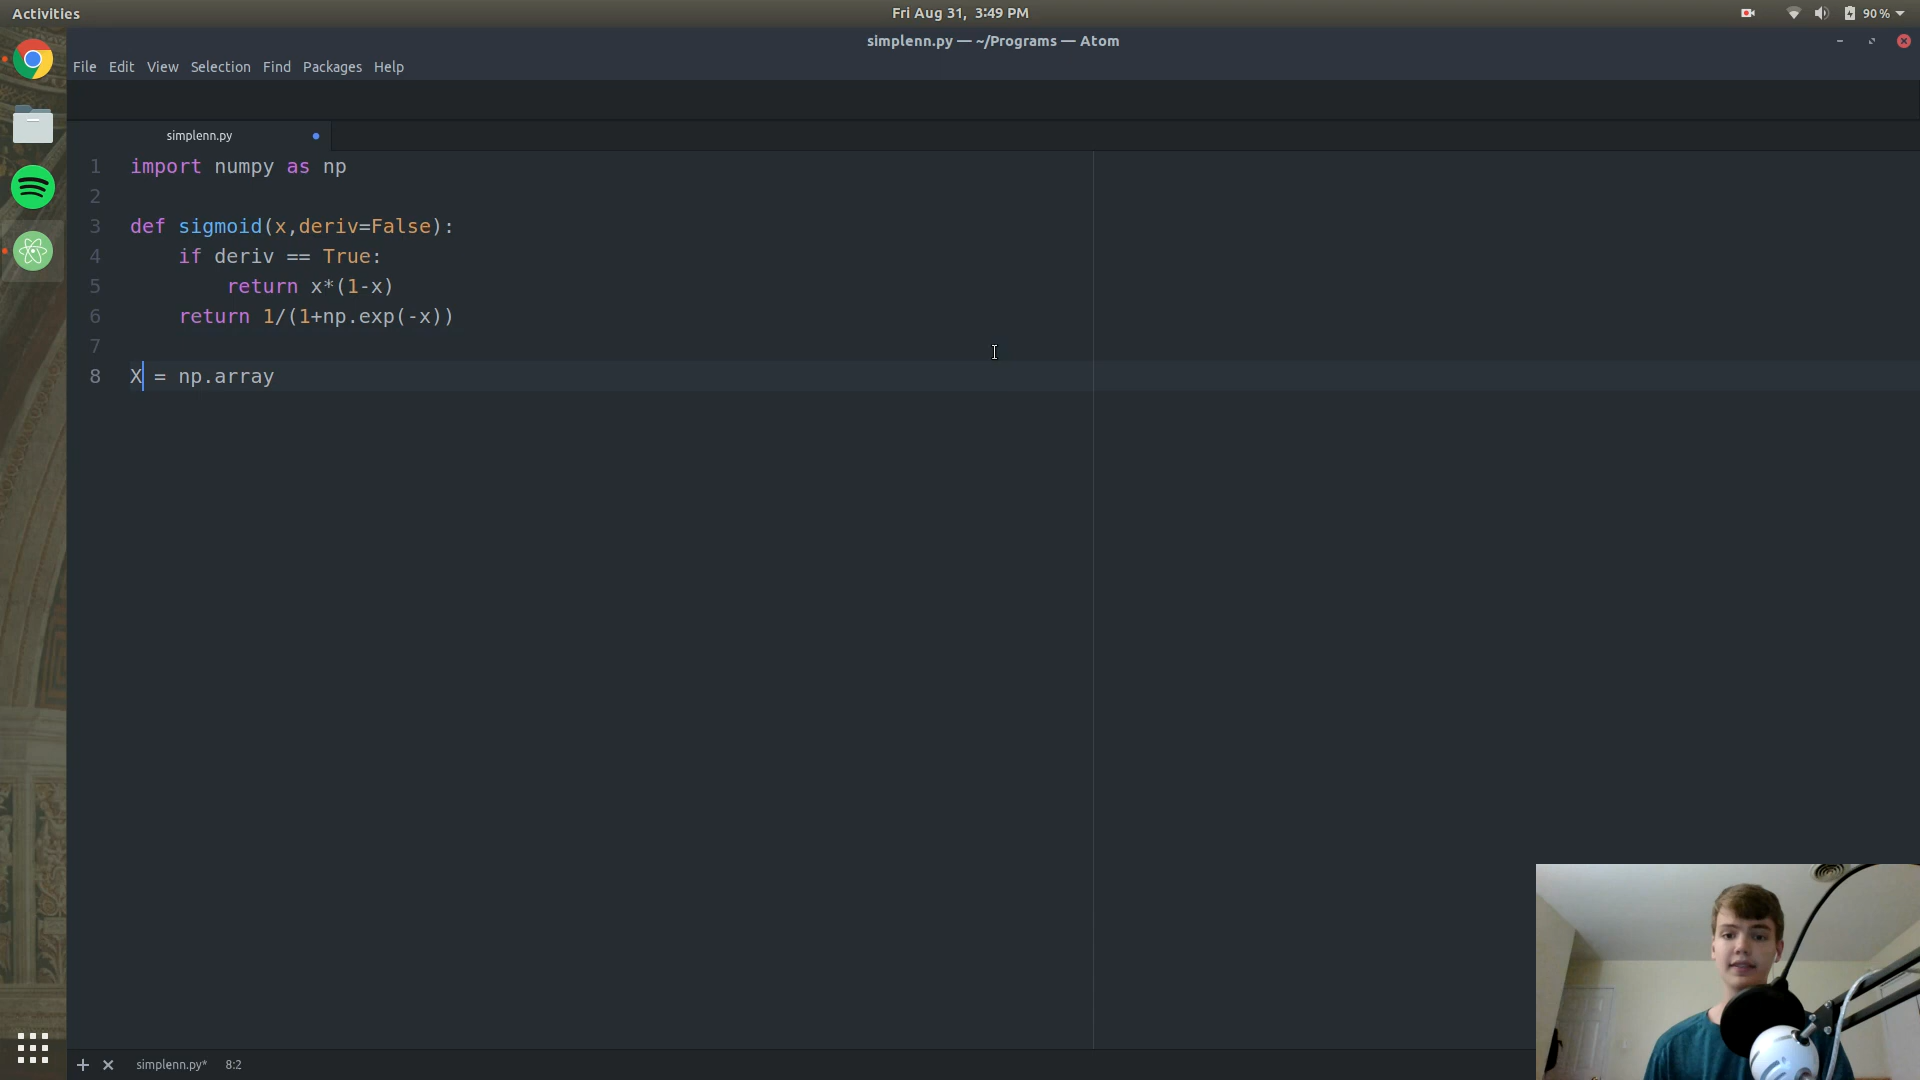 Activities
Fri Aug 31, 3:49 PM
90 %
simplenn.py — ~/Programs — Atom
File Edit View Selection Find Packages Help
simplenn.py
1 import numpy as np
2
3 def sigmoid(x,deriv=False):
4 if deriv == True:
5 return x*(1-x)
6 return 1/(1+np.exp(-x))
7
8 X = np.array
simplenn.py* 8:2